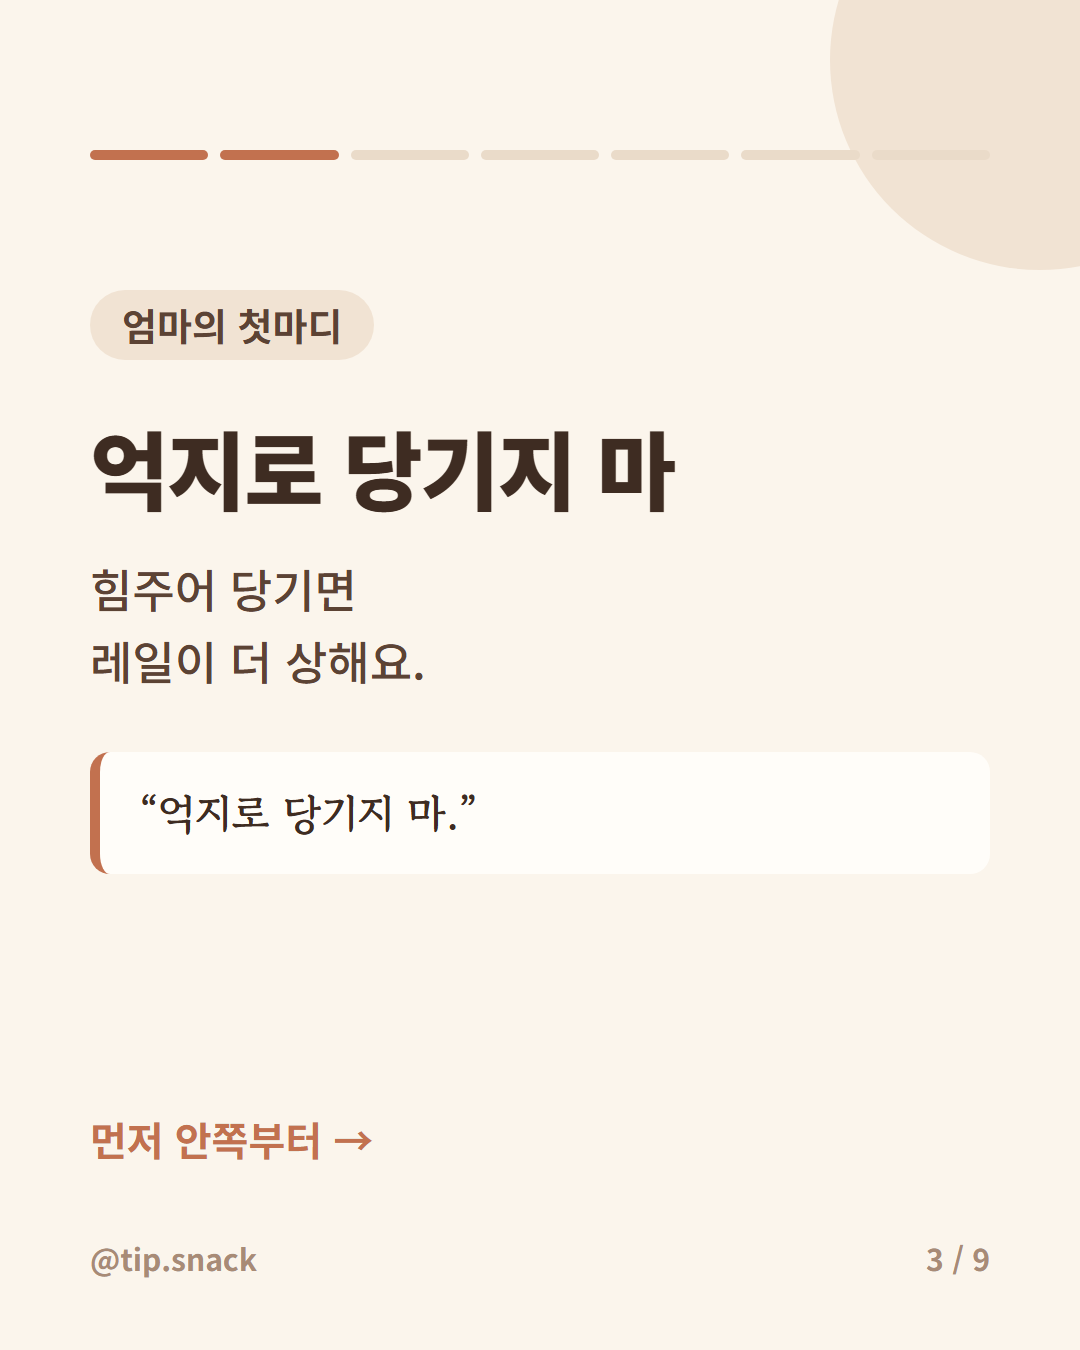 엄마의 첫마디
억지로 당기지 마
힘주어 당기면
레일이 더 상해요.
“억지로 당기지 마.”
먼저 안쪽부터 →
@tip.snack
3 / 9